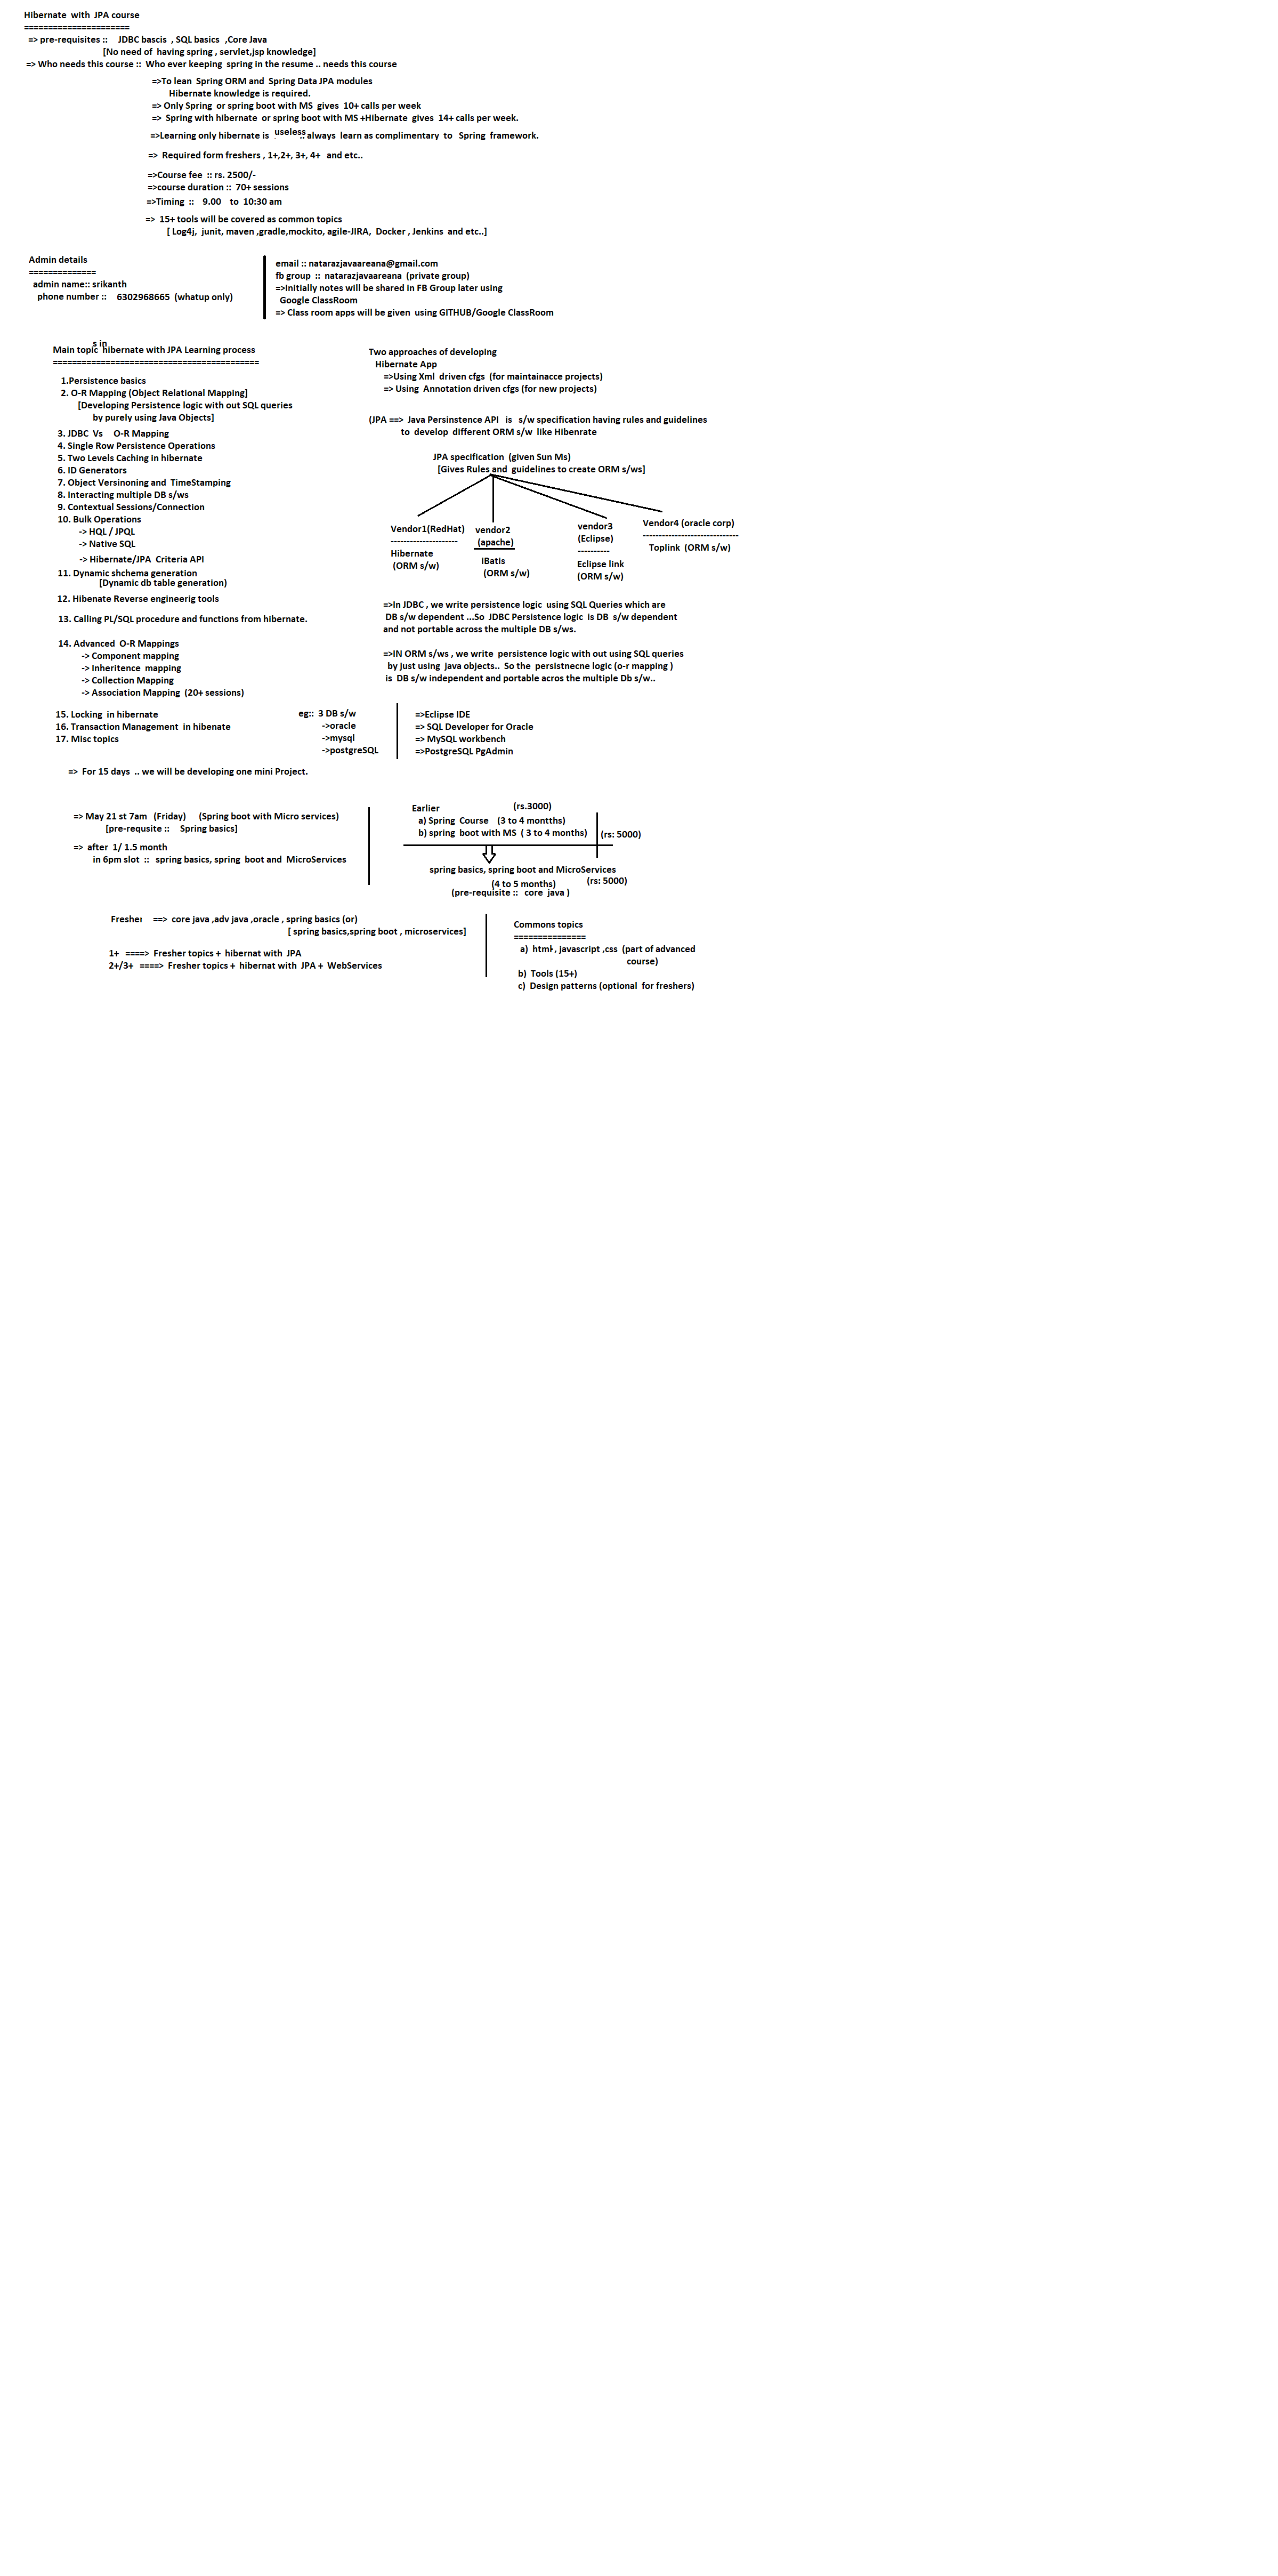 Hibernate with JPA course
======================
=> pre-requisites :: JDBC bascis , SQL basics ,Core Java
[No need of having spring , servlet,jsp knowledge]
=> Who needs this course :: Who ever keeping spring in the resume .. needs this course
=>To lean Spring ORM and Spring Data JPA modules
Hibernate knowledge is required.
=> Only Spring or spring boot with MS gives 10+ calls per week
=> Spring with hibernate or spring boot with MS +Hibernate gives 14+ calls per week.
=>Learning only hibernate is useless.. always learn as complimentary to Spring framework.
=> Required form freshers , 1+,2+, 3+, 4+ and etc..
=>Course fee :: rs. 2500/-
=>course duration :: 70+ sessions
=>Timing :: 9.00 to 10:30 am
=> 15+ tools will be covered as common topics
[ Log4j, junit, maven ,gradle,mockito, agile-JIRA, Docker , Jenkins and etc..]
Admin details
==============
admin name:: srikanth
phone number :: 6302968665 (whatup only)
email :: natarazjavaareana@gmail.com
fb group :: natarazjavaareana (private group)
=>Initially notes will be shared in FB Group later using
Google ClassRoom
=> Class room apps will be given using GITHUB/Google ClassRoom
Main topics in hibernate with JPA Learning process
===========================================
1.Persistence basics
2. O-R Mapping (Object Relational Mapping]
[Developing Persistence logic with out SQL queries
by purely using Java Objects]
3. JDBC Vs O-R Mapping
4. Single Row Persistence Operations
5. Two Levels Caching in hibernate
6. ID Generators
7. Object Versinoning and TimeStamping
8. Interacting multiple DB s/ws
9. Contextual Sessions/Connection
10. Bulk Operations
-> HQL / JPQL
-> Native SQL
-> Hibernate/JPA Criteria API
11. Dynamic shchema generation
[Dynamic db table generation)
12. Hibenate Reverse engineerig tools
13. Calling PL/SQL procedure and functions from hibernate.
14. Advanced O-R Mappings
-> Component mapping
-> Inheritence mapping
-> Collection Mapping
-> Association Mapping (20+ sessions)
15. Locking in hibernate
16. Transaction Management in hibenate
17. Misc topics
Two approaches of developing
Hibernate App
=>Using Xml driven cfgs (for maintainacce projects)
=> Using Annotation driven cfgs (for new projects)
(JPA ==> Java Persinstence API is s/w specification having rules and guidelines
to develop different ORM s/w like Hibenrate
JPA specification (given Sun Ms)
[Gives Rules and guidelines to create ORM s/ws]
Vendor1(RedHat)
---------------------
Hibernate
(ORM s/w)
vendor2
(apache)
iBatis
(ORM s/w)
vendor3
(Eclipse)
----------
Eclipse link
(ORM s/w)
Vendor4 (oracle corp)
------------------------------
Toplink (ORM s/w)
=>In JDBC , we write persistence logic using SQL Queries which are
DB s/w dependent ...So JDBC Persistence logic is DB s/w dependent
and not portable across the multiple DB s/ws.
=>IN ORM s/ws , we write persistence logic with out using SQL queries
by just using java objects.. So the persistnecne logic (o-r mapping )
is DB s/w independent and portable acros the multiple Db s/w..
eg:: 3 DB s/w
->oracle
->mysql
->postgreSQL
=>Eclipse IDE
=> SQL Developer for Oracle
=> MySQL workbench
=>PostgreSQL PgAdmin
=> For 15 days .. we will be developing one mini Project.
=> May 21 st 7am (Friday) (Spring boot with Micro services)
[pre-requsite :: Spring basics]
=> after 1/ 1.5 month
in 6pm slot :: spring basics, spring boot and MicroServices
Earlier (rs.3000)
a) Spring Course (3 to 4 montths)
b) spring boot with MS ( 3 to 4 months) (rs: 5000)
spring basics, spring boot and MicroServices
(4 to 5 months) (rs: 5000)
(pre-requisite :: core java )
Fresher ==> core java ,adv java ,oracle , spring basics (or)
[ spring basics,spring boot , microservices]
1+ ====> Fresher topics + hibernat with JPA
2+/3+ ====> Fresher topics + hibernat with JPA + WebServices
Commons topics
===============
a) html , javascript ,css (part of advanced
course)
b) Tools (15+)
c) Design patterns (optional for freshers)